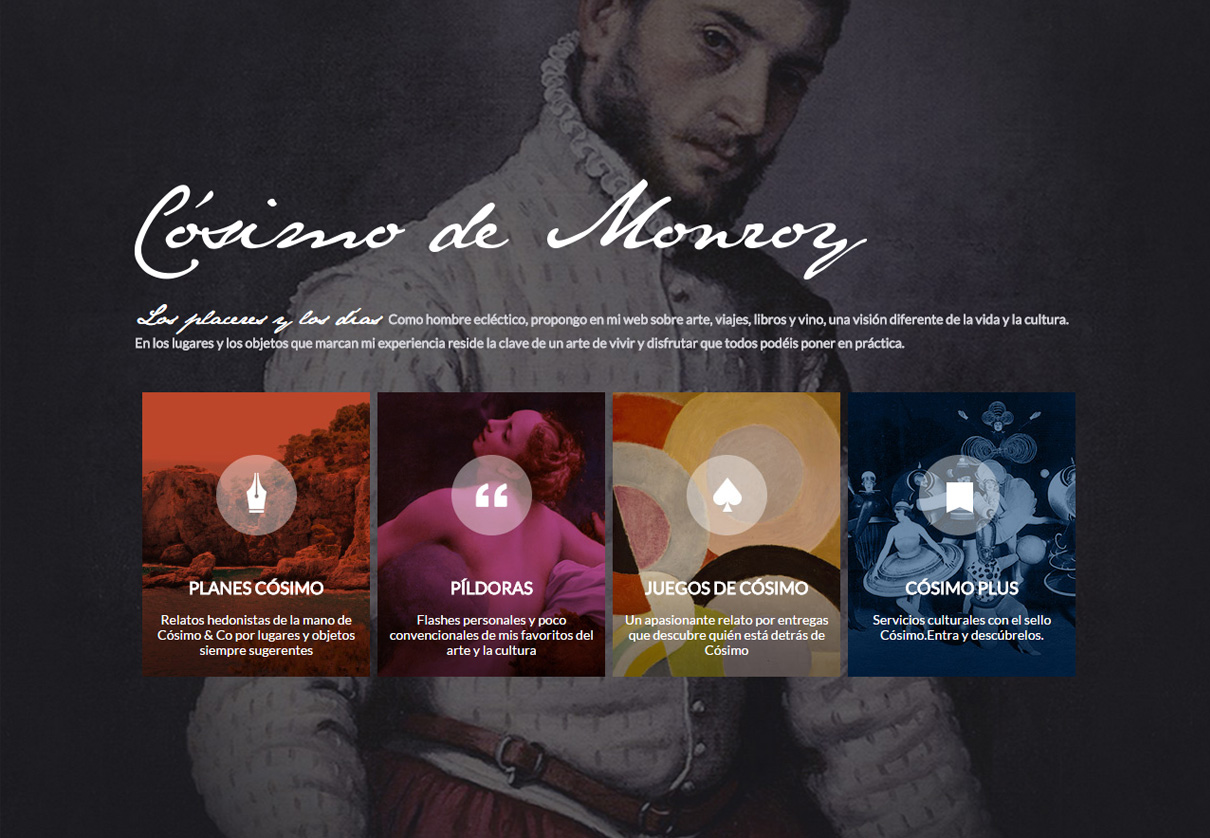 Cósimo de Monroy
Los placeres y los días Como hombre ecléctico, propongo en mi web sobre arte, viajes, libros y vino, una visión diferente de la vida y la cultura.
En los lugares y los objetos que marcan mi experiencia reside la clave de un arte de vivir y disfrutar que todos podéis poner en práctica.
PLANES CÓSIMO
Relatos hedonistas de la mano de
Cósimo & Co por lugares y objetos
siempre sugerentes
PÍLDORAS
Flashes personales y poco
convencionales de mis favoritos del
arte y la cultura
JUEGOS DE CÓSIMO
Un apasionante relato por entregas
que descubre quién está detrás de
Cósimo
CÓSIMO PLUS
Servicios culturales con el sello
Cósimo.Entra y descúbrelos.